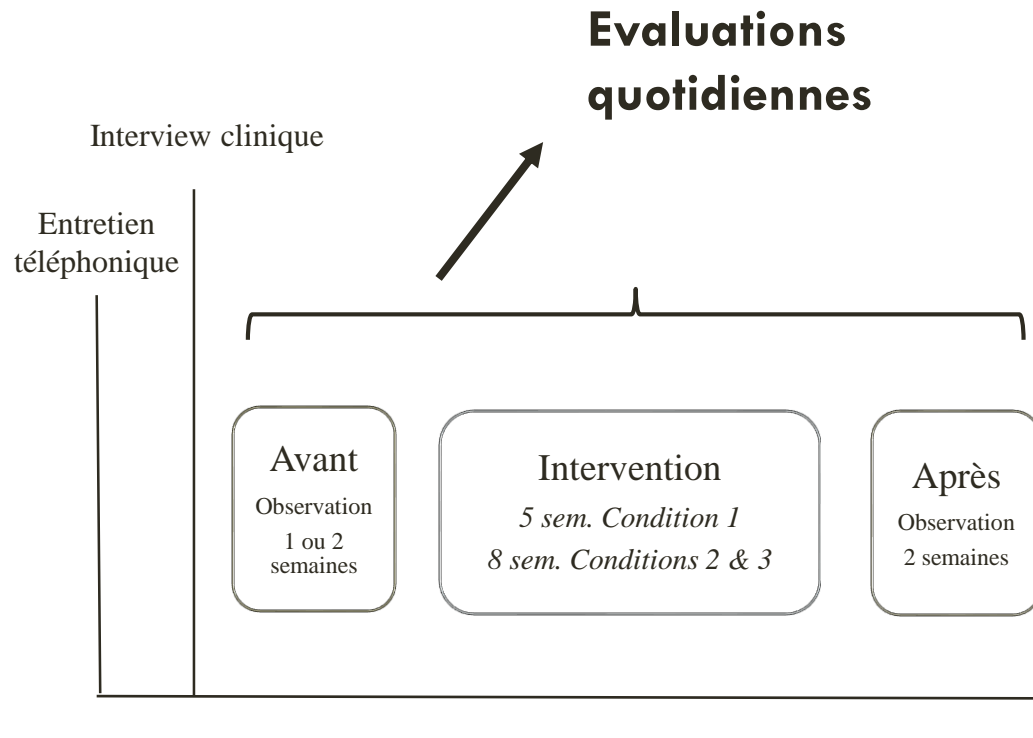 Evaluations
quotidiennes
Interview clinique
Entretien
téléphonique
Avant
Observation
1 ou 2
semaines
Intervention
5 sem. Condition 1
8 sem. Conditions 2 & 3
Après
Observation
2 semaines